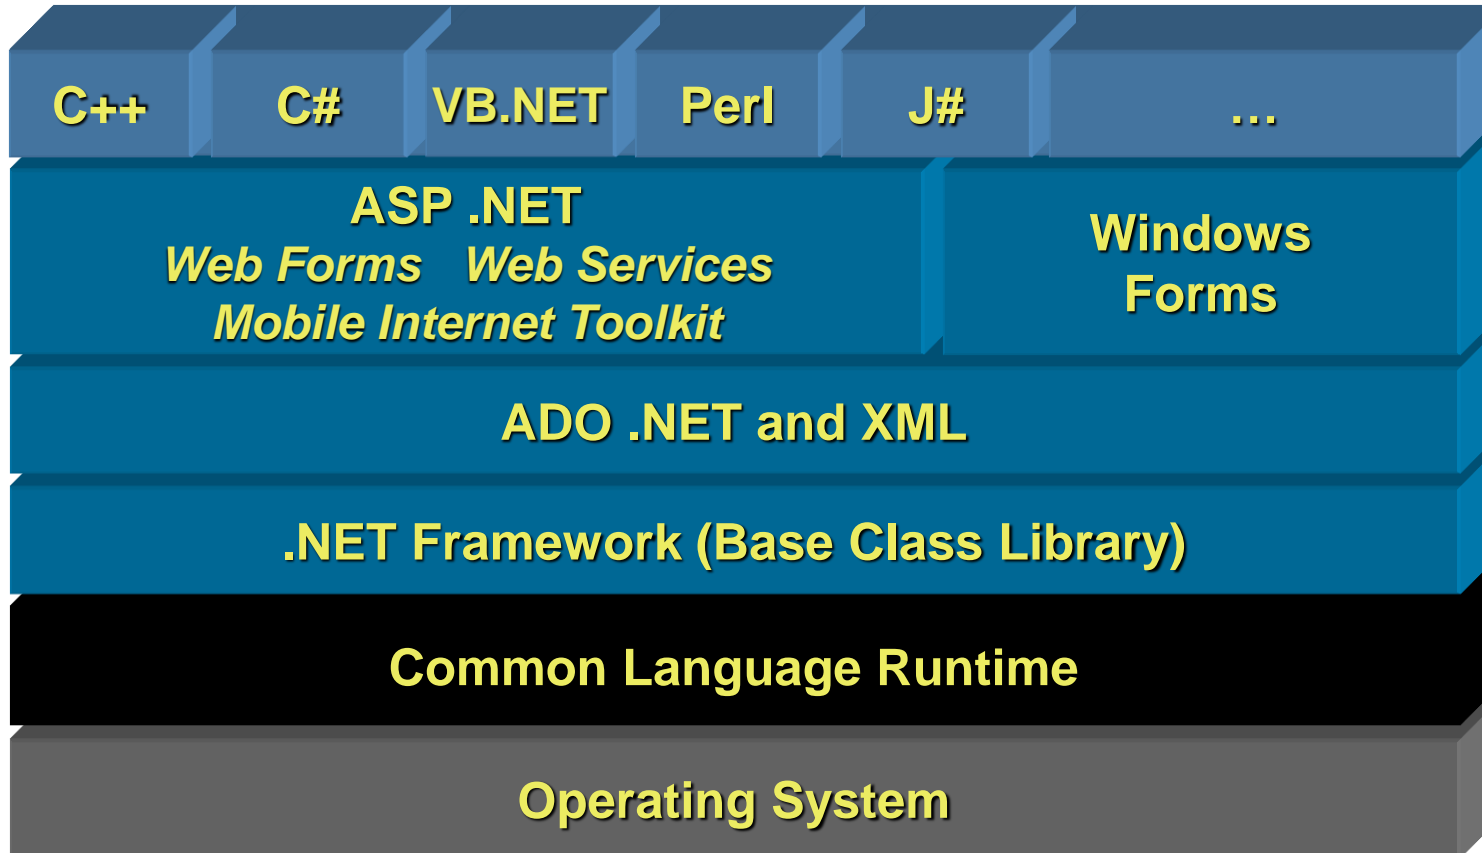 C++ C# VB.NET Perl J# …
ASP .NET
Web Forms Web Services
Mobile Internet Toolkit
Windows
Forms
ADO .NET and XML
.NET Framework (Base Class Library)
Common Language Runtime
Operating System